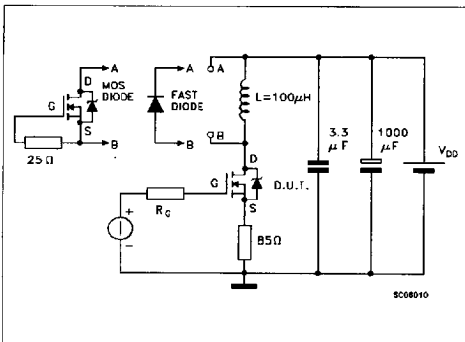 A
D
MOS
DIODE
G
S
B
25Ω
A
FAST
DIODE
B
A
L=100μH
B
D
G
D.U.T.
S
RG
+
-
85Ω
3.3
μF
1000
μF
VDD
SC06010